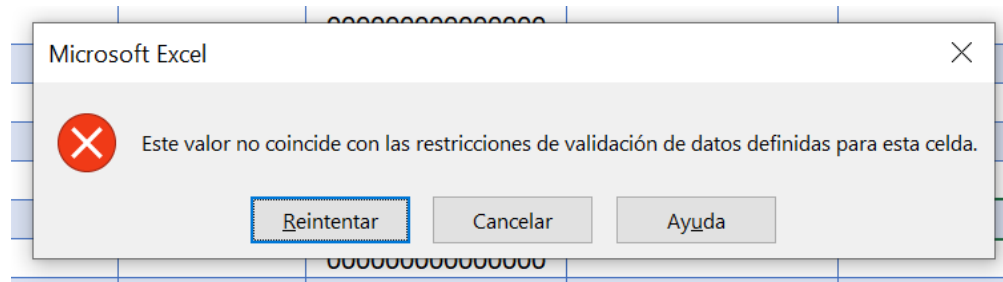 Microsoft Excel
Este valor no coincide con las restricciones de validación de datos definidas para esta celda.
Reintentar
Cancelar
Ayuda